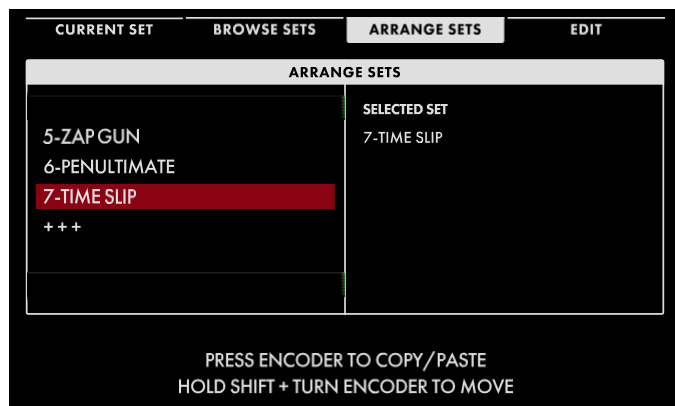 CURRENT SET BROWSE SETS ARRANGE SETS EDIT
ARRANGE SETS
SELECTED SET
5-ZAP GUN 7-TIME SLIP
6-PENULTIMATE
7-TIME SLIP
+++
PRESS ENCODER TO COPY/PASTE
HOLD SHIFT + TURN ENCODER TO MOVE